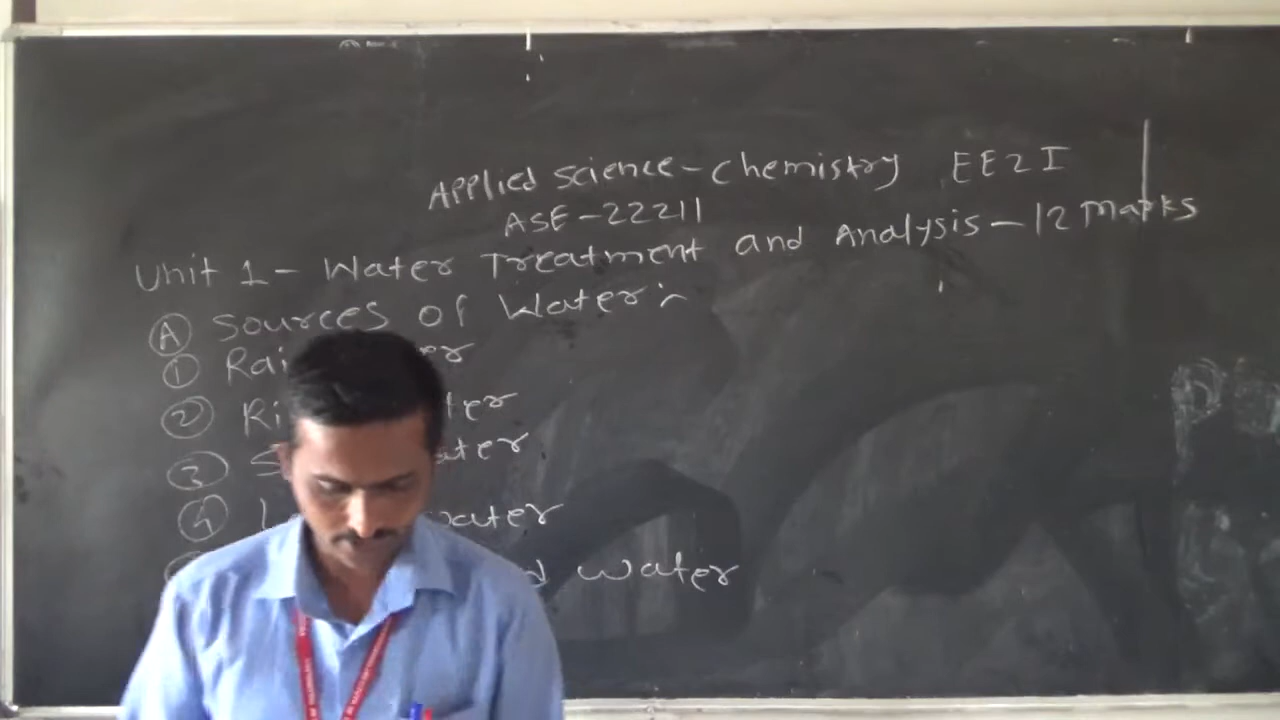 Applied Science - Chemistry EE2I
ASE - 22211
Unit 1 - Water Treatment and Analysis - 12 Marks
Ⓐ Sources of Water :-
① Rai er
② Ri ter
③ S ater
④ L water
d water